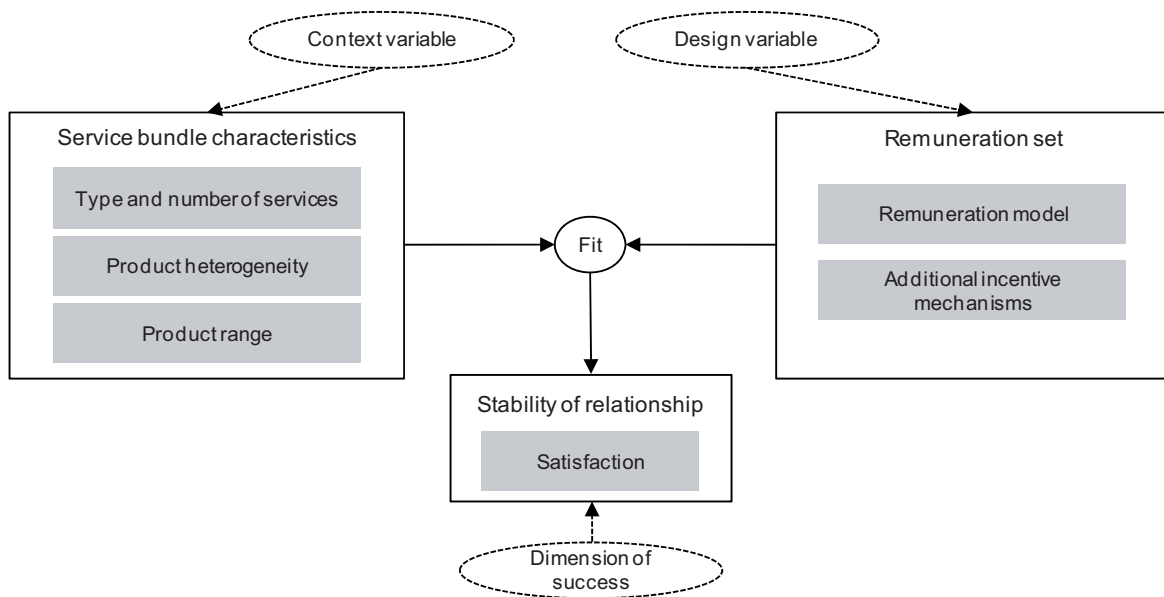 Context variable
Design variable
Service bundle characteristics
Type and number of services
Product heterogeneity
Product range
Fit
Remuneration set
Remuneration model
Additional incentive
mechanisms
Stability of relationship
Satisfaction
Dimension of
success